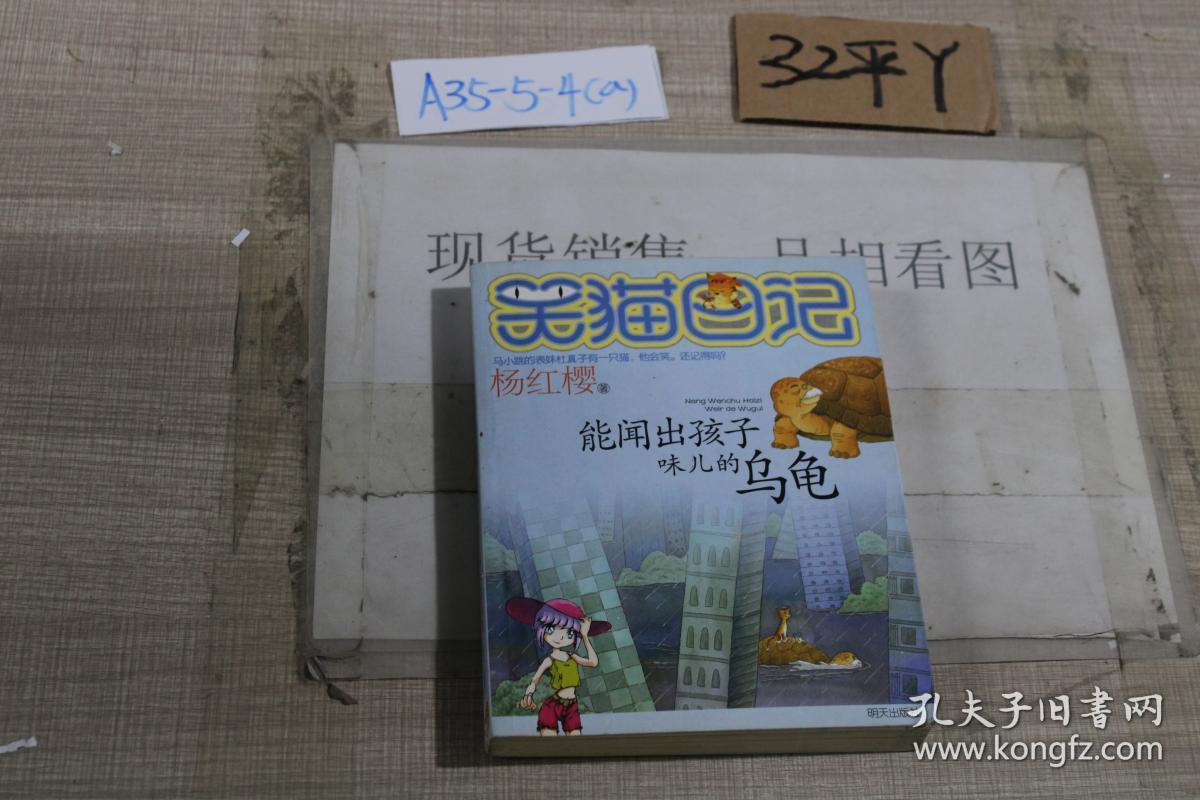 A35-5-4(a)
32平丫
现货销售 品相看图
笑猫日记
马小跳的表妹杜真子有一只猫，他会笑。还记得吗？
杨红樱 著
Neng Wenchu Haizi
Weir de Wugui
能闻出孩子
味儿的乌龟
明天出版
孔夫子旧書网
www.kongfz.com